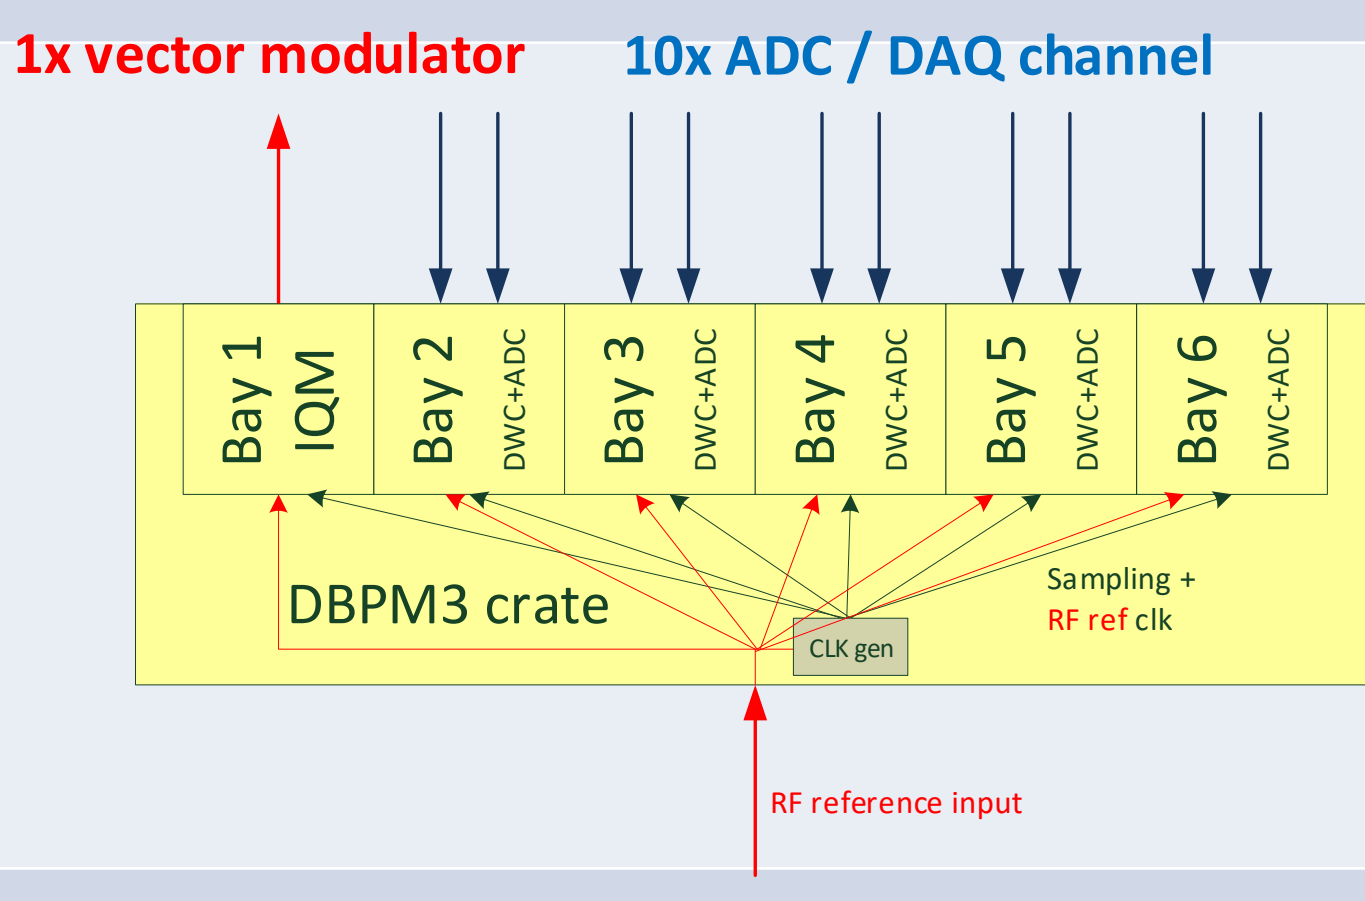 1x vector modulator
10x ADC / DAQ channel
Bay 1
IQM
Bay 2
DWC+ADC
Bay 3
DWC+ADC
Bay 4
DWC+ADC
Bay 5
DWC+ADC
Bay 6
DWC+ADC
DBPM3 crate
CLK gen
Sampling +
RF ref clk
RF reference input